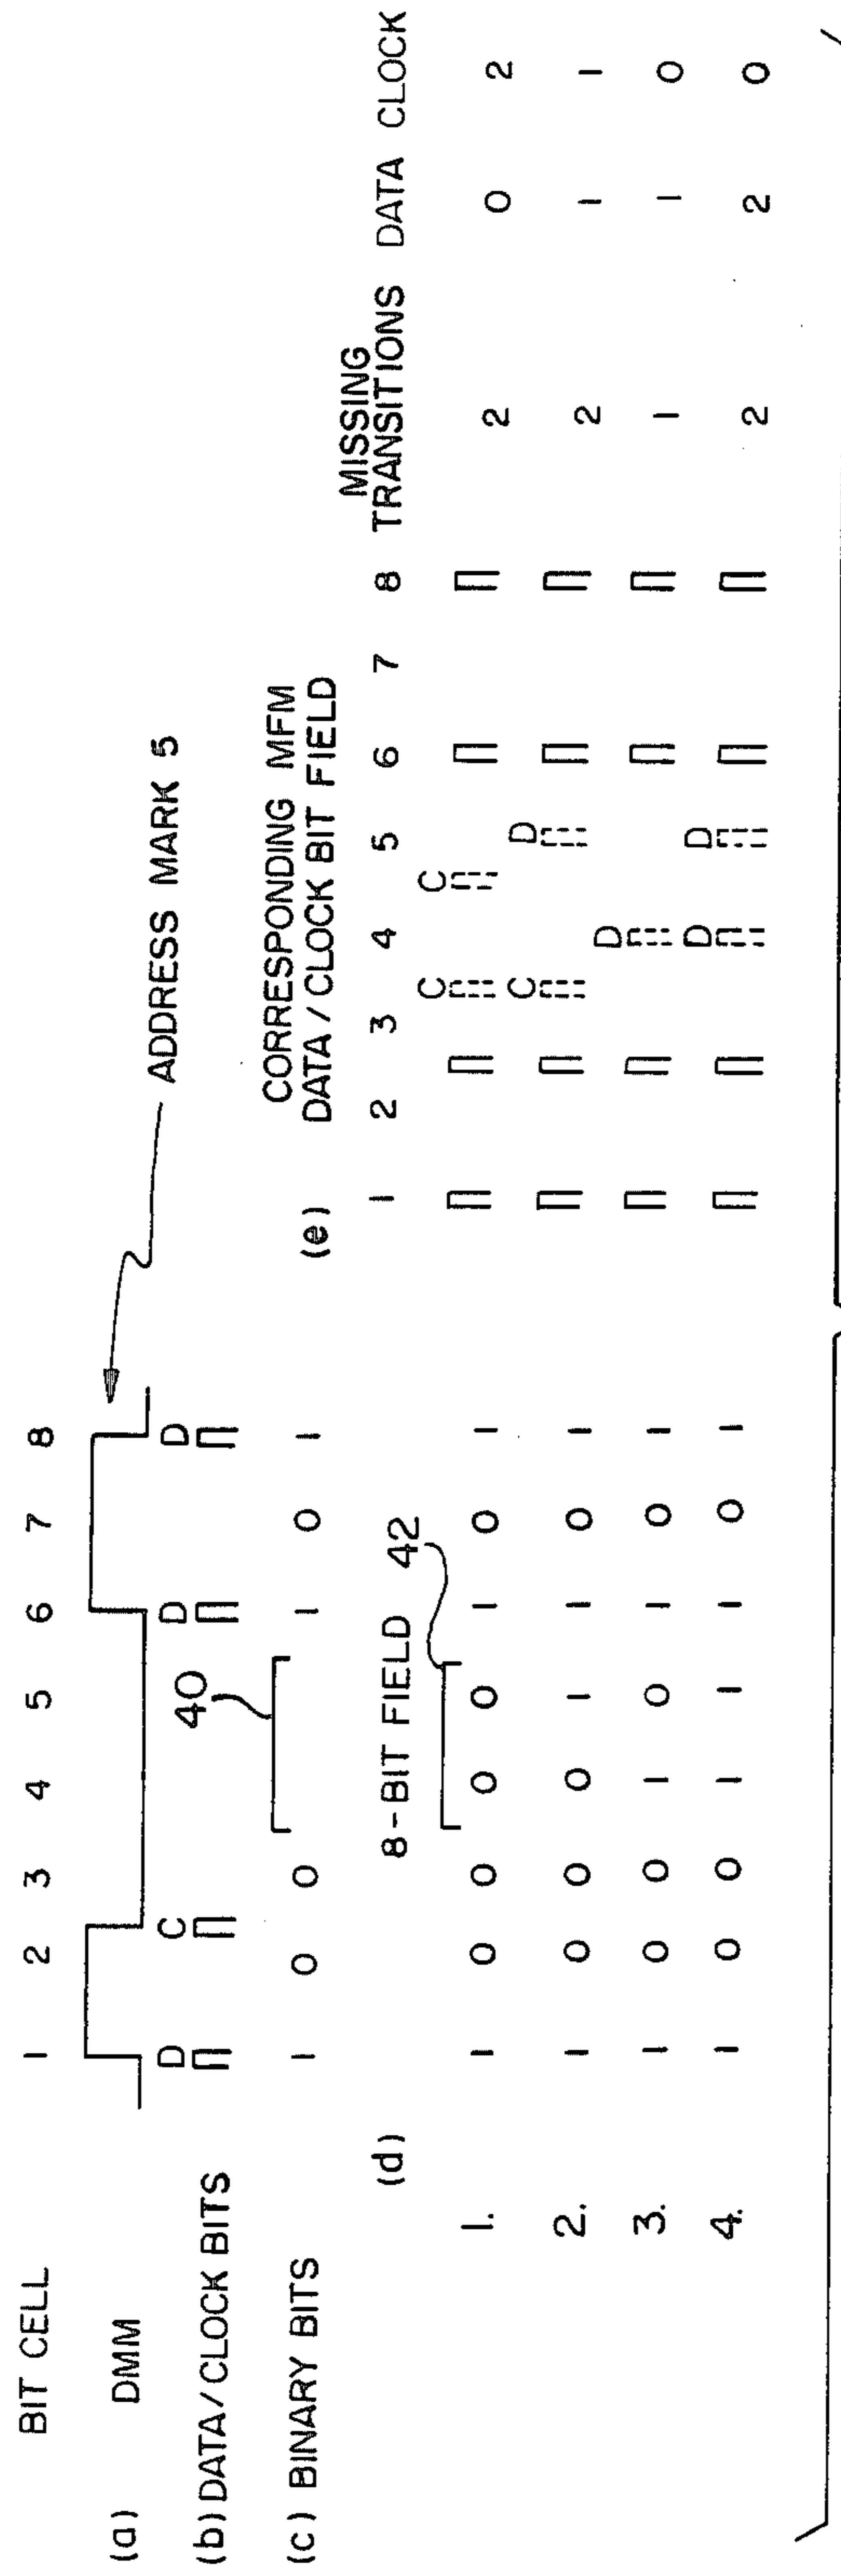 BIT CELL 1 2 3 4 5 6 7 8
(a) DMM
ADDRESS MARK 5
(b) DATA/CLOCK BITS D C D D
40
(c) BINARY BITS 1 0 0 1 0 1
(d) 8-BIT FIELD 42
1. 1 0 0 0 0 1 0 1
2. 1 0 0 0 1 1 0 1
3. 1 0 0 1 0 1 0 1
4. 1 0 0 1 1 1 0 1
(e) CORRESPONDING MFM
DATA/CLOCK BIT FIELD
MISSING
TRANSITIONS DATA CLOCK
1 2 3 4 5 6 7 8
C C 2 0 2
C D 2 1 1
D 1 1 0
D D 2 2 0